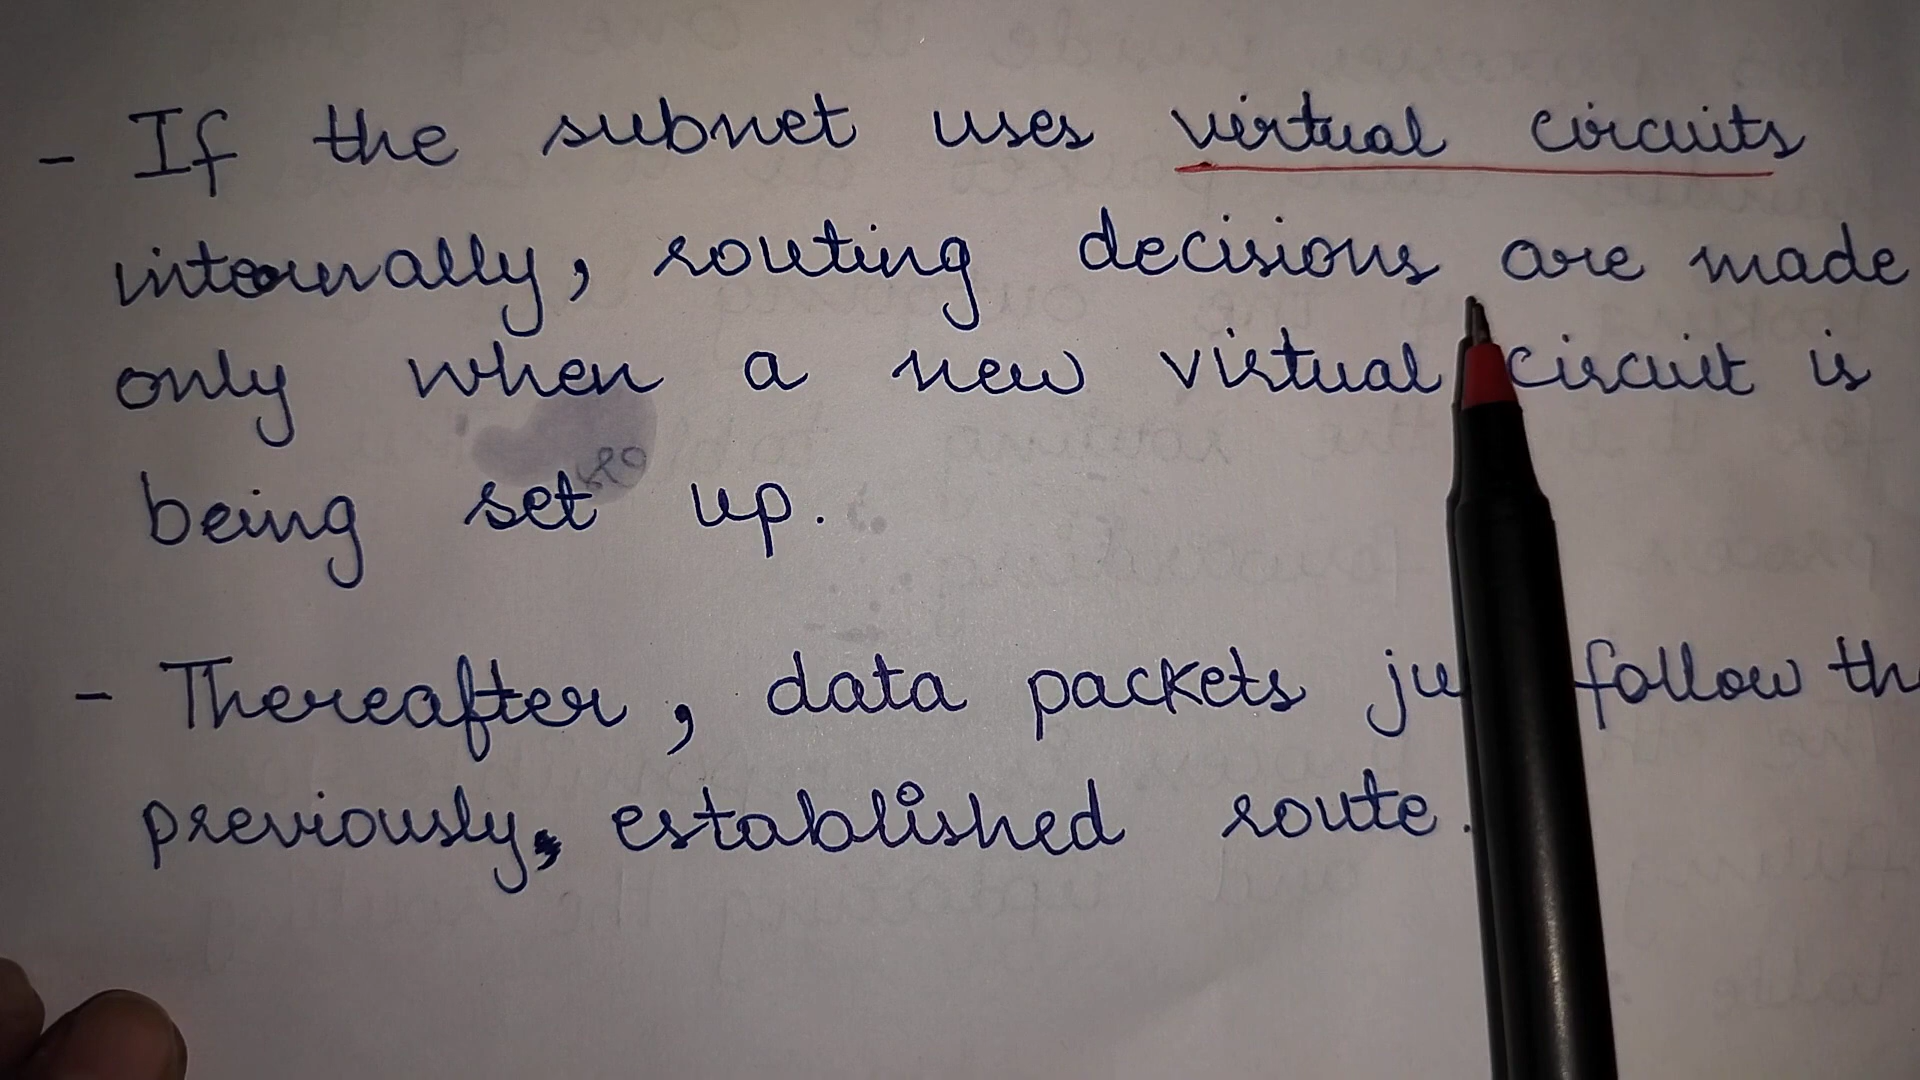 - If the subnet uses virtual circuits
internally, routing decisions are made
only when a new virtual circuit is
being set up.
- Thereafter, data packets ju follow th
previously, established route.